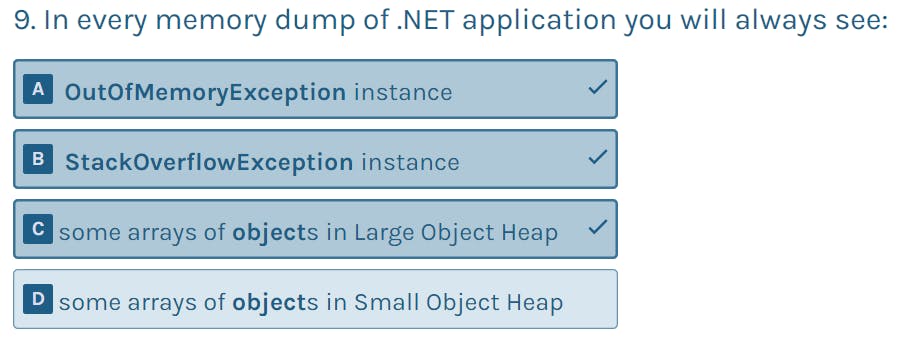 9. In every memory dump of .NET application you will always see:
A OutOfMemoryException instance
B StackOverflowException instance
C some arrays of objects in Large Object Heap
D some arrays of objects in Small Object Heap